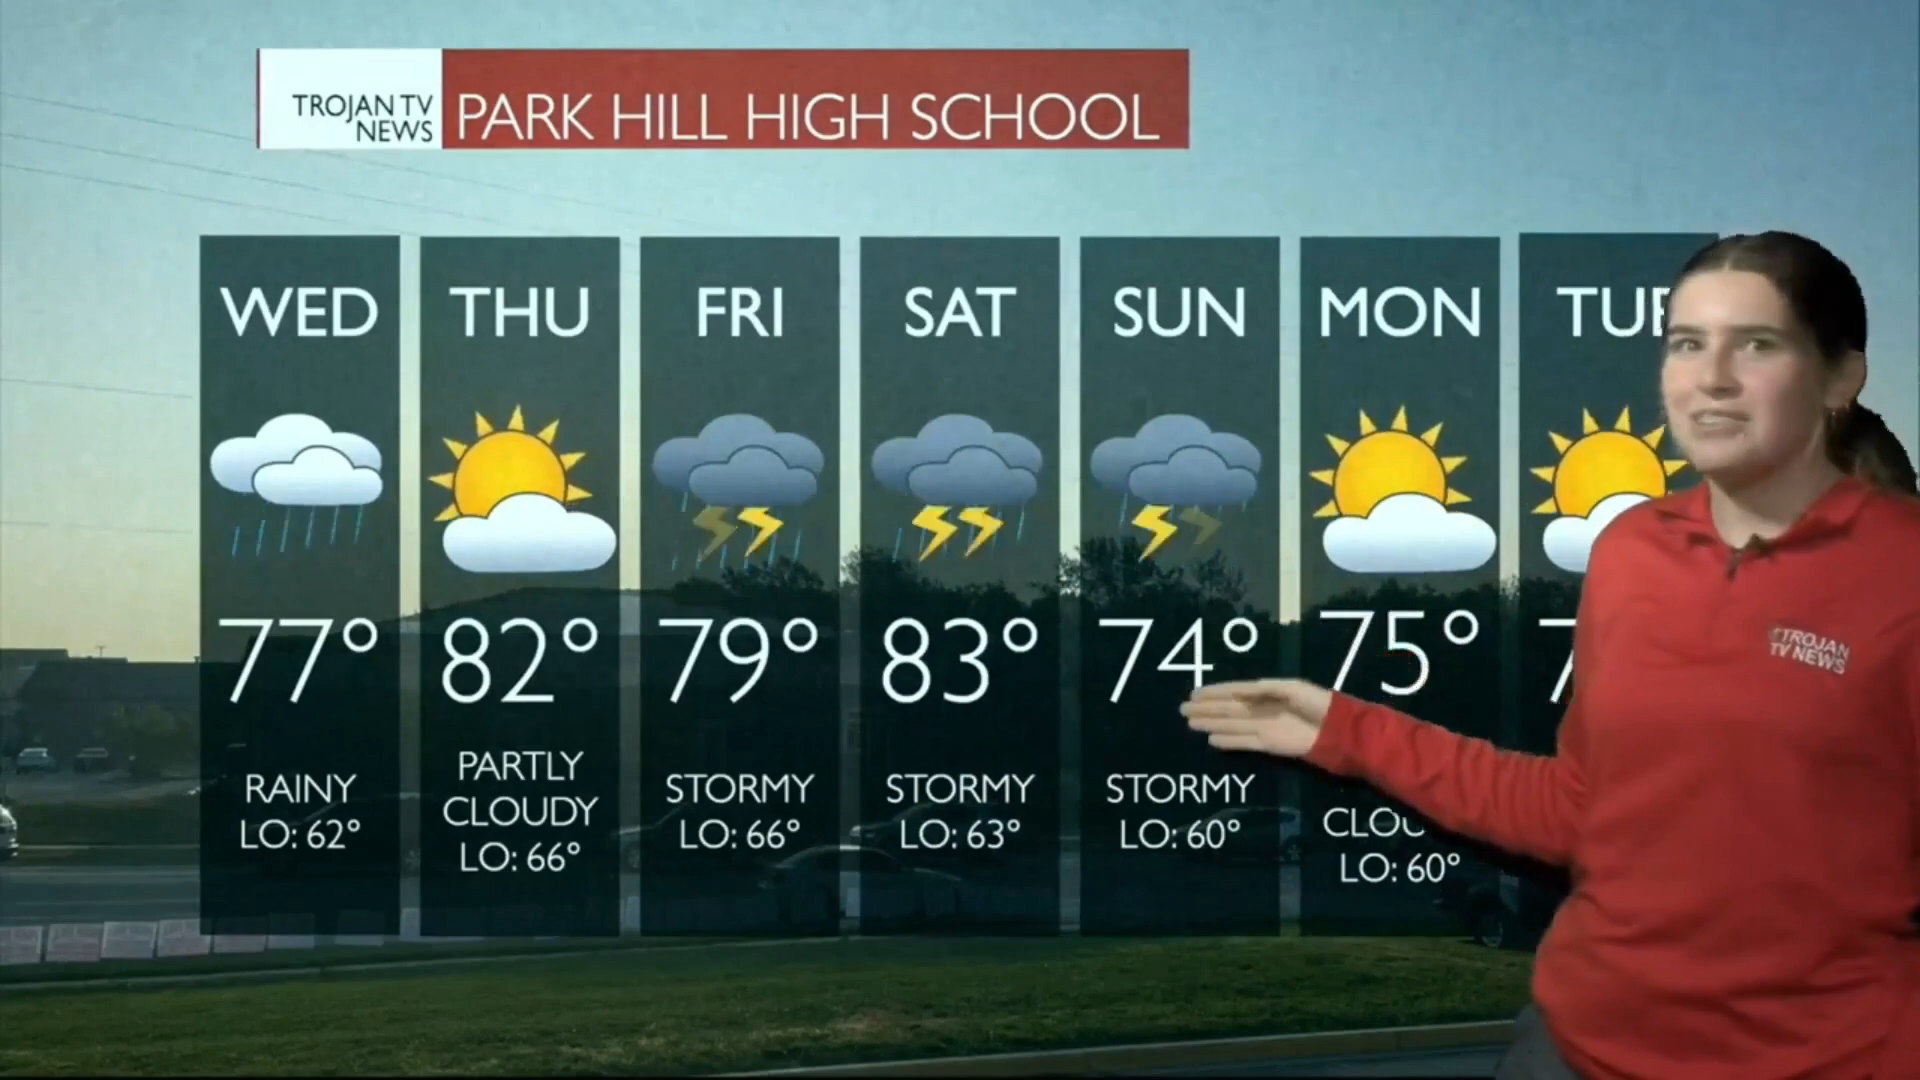 TROJAN TV
NEWS
PARK HILL HIGH SCHOOL
WED
77°
RAINY
LO: 62°
THU
82°
PARTLY
CLOUDY
LO: 66°
FRI
79°
STORMY
LO: 66°
SAT
83°
STORMY
LO: 63°
SUN
74°
STORMY
LO: 60°
MON
75°
LO: 60°
TUE
TROJAN
TV NEWS